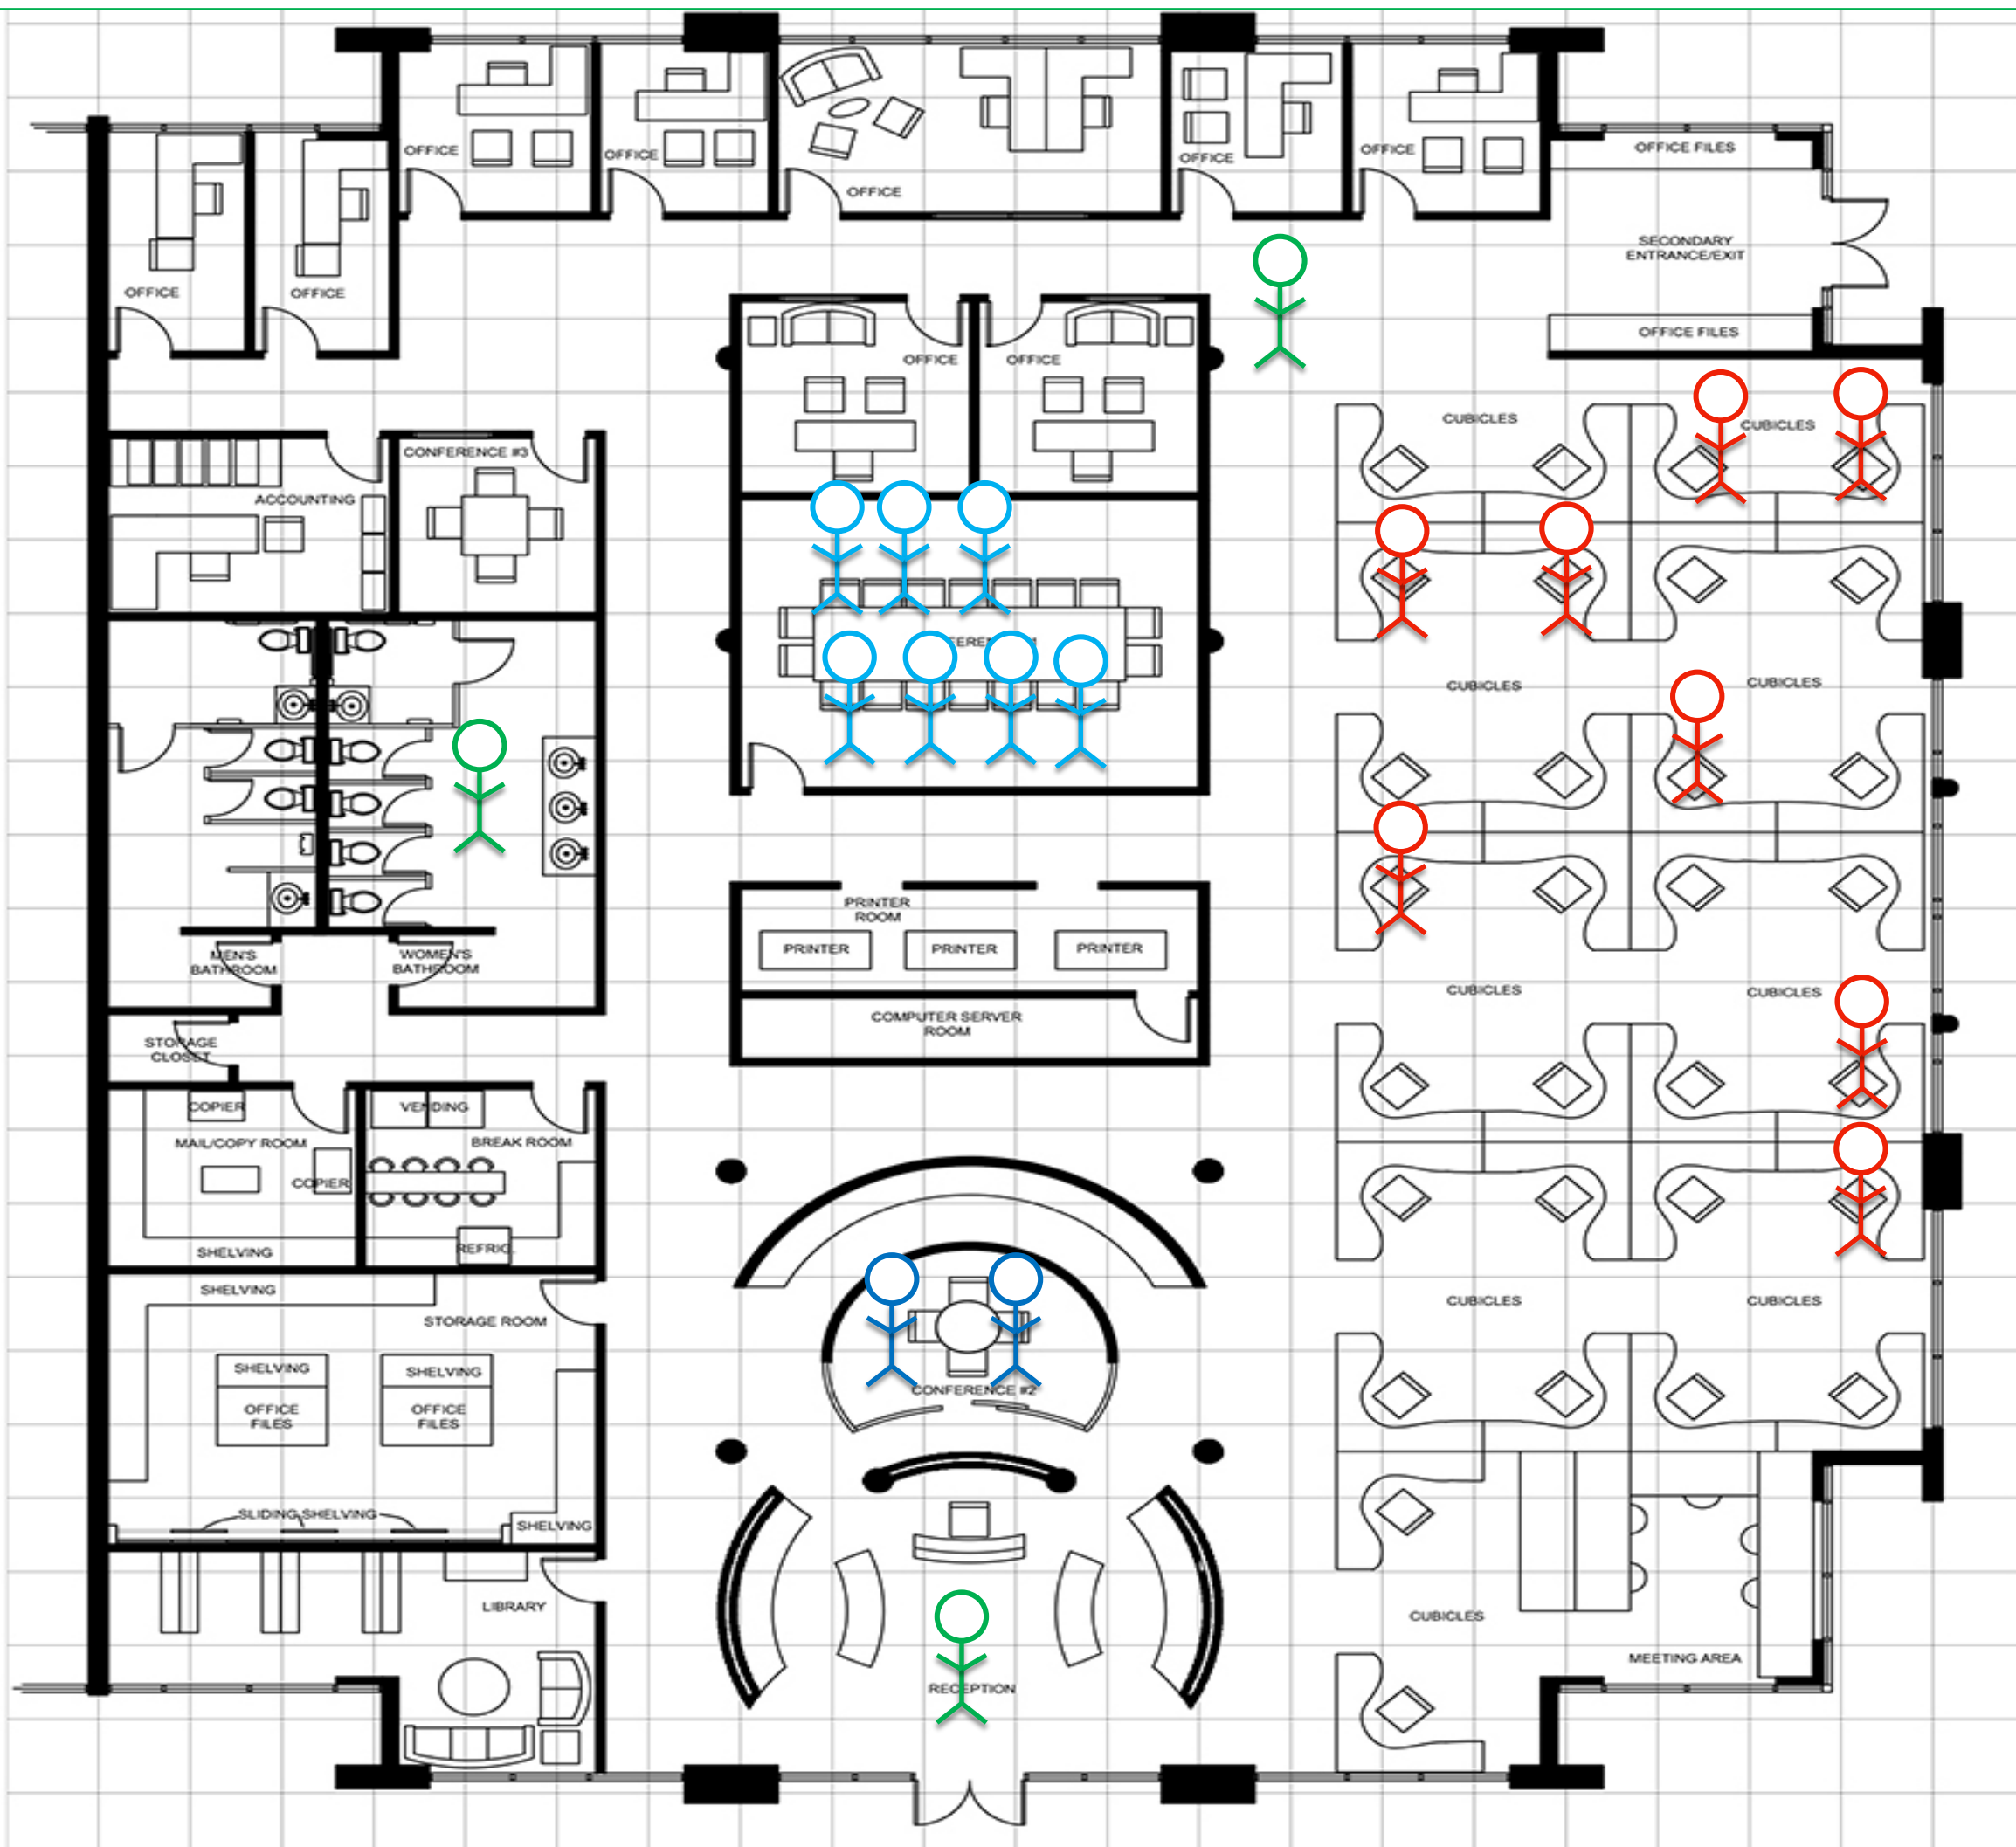 OFFICE
OFFICE
OFFICE
OFFICE
OFFICE
OFFICE FILES
SECONDARY
ENTRANCE/EXIT
OFFICE
OFFICE
OFFICE FILES
OFFICE
OFFICE
CUBICLES
CUBICLES
CONFERENCE #3
ACCOUNTING
CUBICLES
CUBICLES
PRINTER
ROOM
PRINTER
PRINTER
PRINTER
MEN'S
BATHROOM
WOMEN'S
BATHROOM
COMPUTER SERVER
ROOM
CUBICLES
CUBICLES
STORAGE
CLOSET
COPIER
VENDING
MAIL/COPY ROOM
BREAK ROOM
COPIER
SHELVING
REFRIG.
SHELVING
STORAGE ROOM
CUBICLES
CUBICLES
SHELVING
OFFICE
FILES
SHELVING
OFFICE
FILES
CONFERENCE #2
SLIDING SHELVING
SHELVING
LIBRARY
CUBICLES
MEETING AREA
RECEPTION